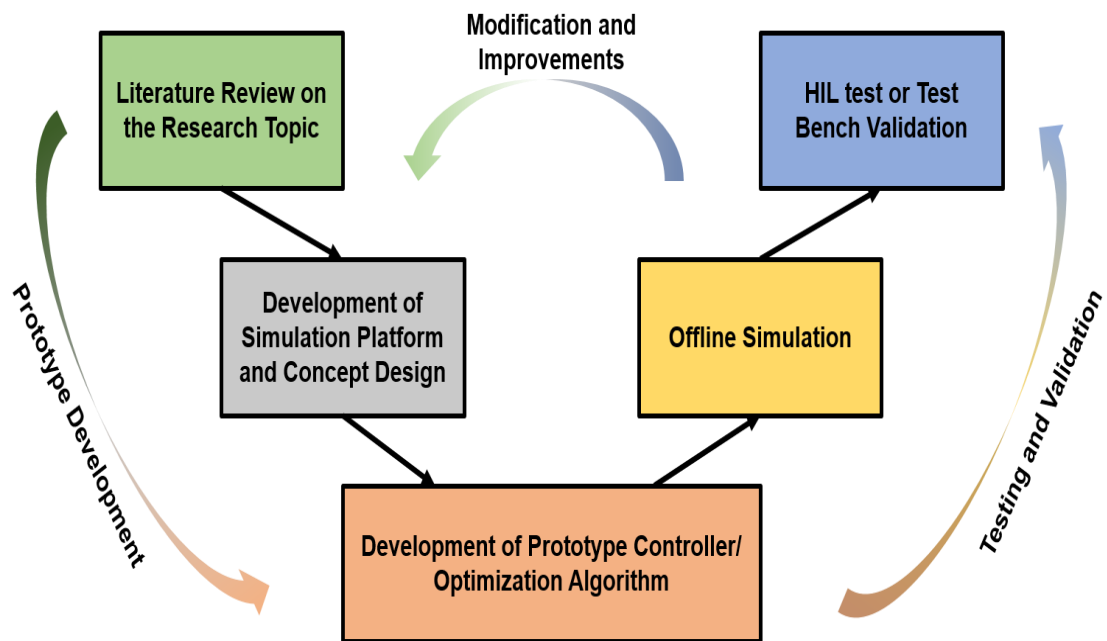 Modification and
Improvements
Literature Review on
the Research Topic
HIL test or Test
Bench Validation
Development of
Simulation Platform
and Concept Design
Offline Simulation
Prototype Development
Testing and Validation
Development of Prototype Controller/
Optimization Algorithm